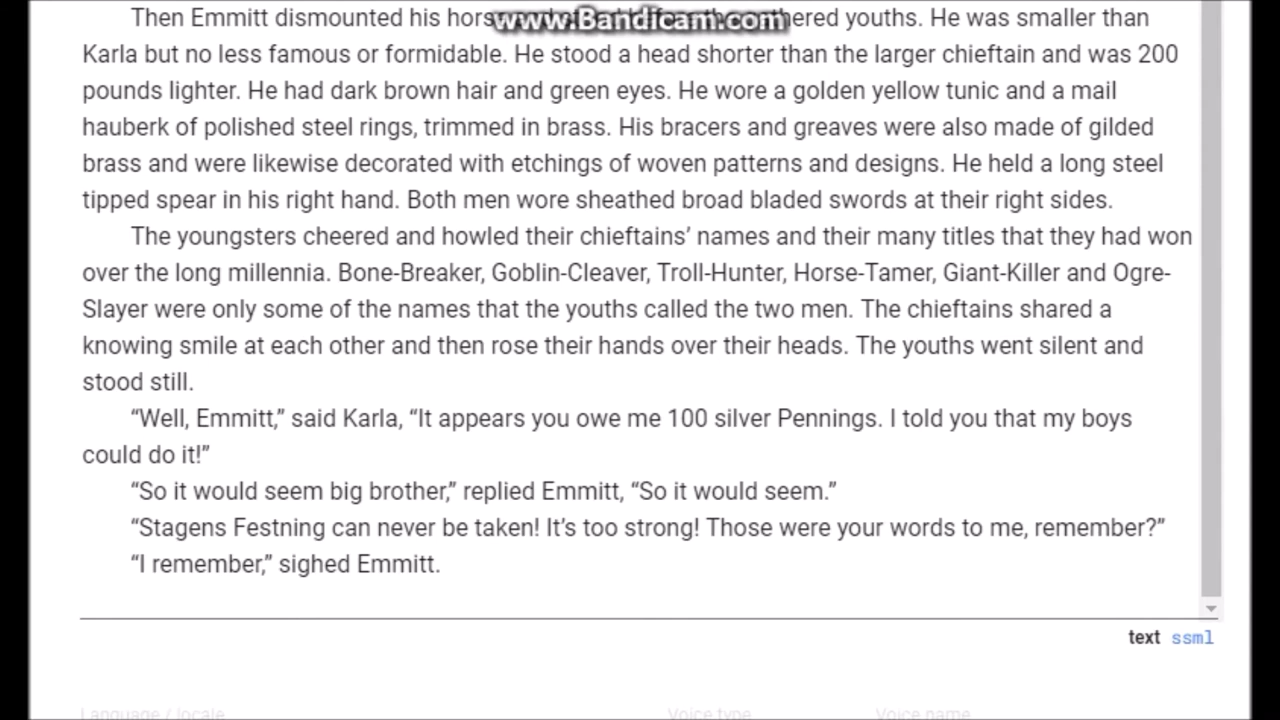 Then Emmitt dismounted his hors www.Bandicam.com hered youths. He was smaller than
Karla but no less famous or formidable. He stood a head shorter than the larger chieftain and was 200
pounds lighter. He had dark brown hair and green eyes. He wore a golden yellow tunic and a mail
hauberk of polished steel rings, trimmed in brass. His bracers and greaves were also made of gilded
brass and were likewise decorated with etchings of woven patterns and designs. He held a long steel
tipped spear in his right hand. Both men wore sheathed broad bladed swords at their right sides.
The youngsters cheered and howled their chieftains’ names and their many titles that they had won
over the long millennia. Bone-Breaker, Goblin-Cleaver, Troll-Hunter, Horse-Tamer, Giant-Killer and Ogre-
Slayer were only some of the names that the youths called the two men. The chieftains shared a
knowing smile at each other and then rose their hands over their heads. The youths went silent and
stood still.
“Well, Emmitt,” said Karla, “It appears you owe me 100 silver Pennings. I told you that my boys
could do it!”
“So it would seem big brother,” replied Emmitt, “So it would seem.”
“Stagens Festning can never be taken! It’s too strong! Those were your words to me, remember?”
“I remember,” sighed Emmitt.
text ssml
Language / locale Voice type Voice name